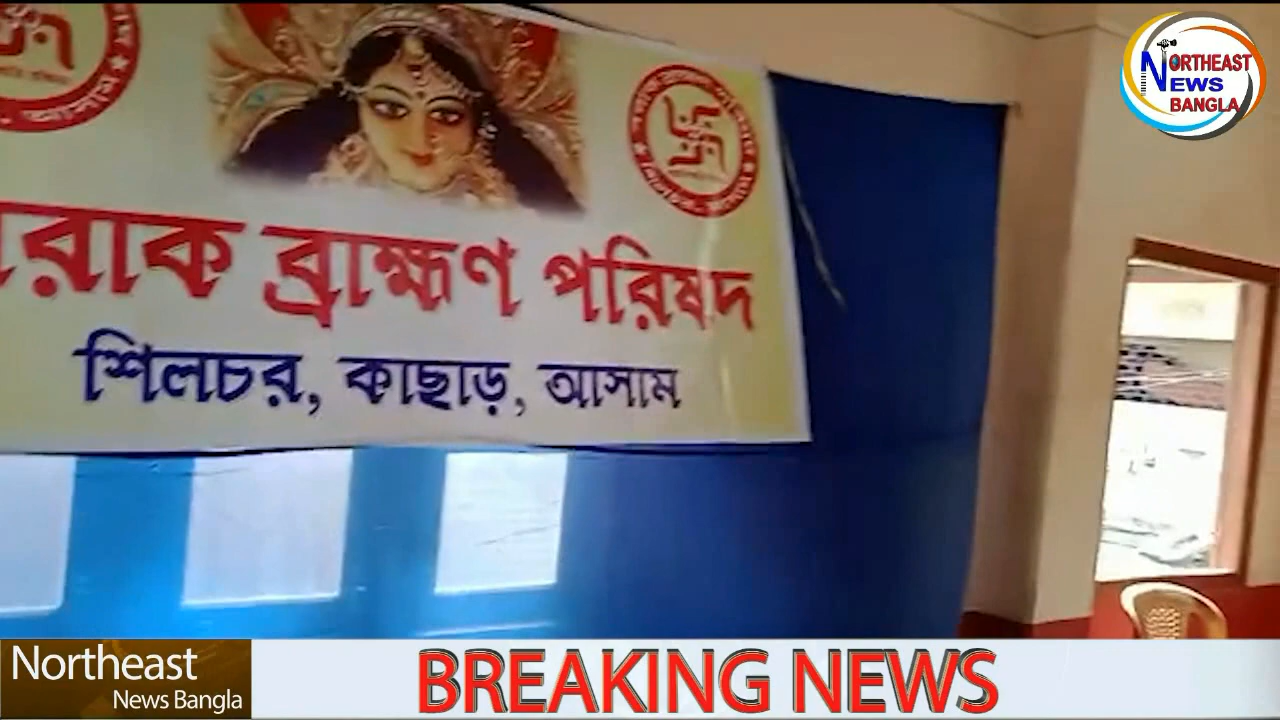 NORTHEAST
NEWS
BANGLA
রাক ব্রাহ্মণ পরিষদ
শিলচর, কাছাড়, আসাম
Northeast
News Bangla
BREAKING NEWS